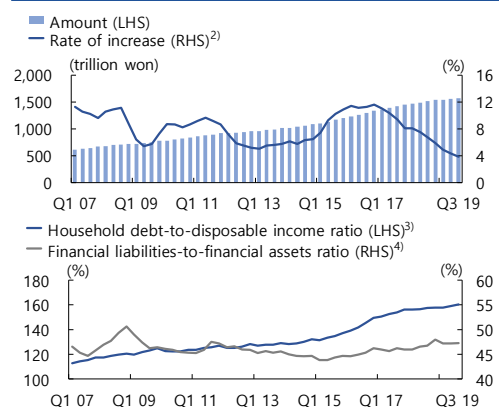 Amount (LHS)
Rate of increase (RHS)2)
(trillion won) (%)
2,000 16
1,500 12
1,000 8
500 4
0 0
Q1 07 Q1 09 Q1 11 Q1 13 Q1 15 Q1 17 Q3 19
Household debt-to-disposable income ratio (LHS)3)
Financial liabilities-to-financial assets ratio (RHS)4)
(%) (%)
180 60
160 55
140 50
120 45
100 40
Q1 07 Q1 09 Q1 11 Q1 13 Q1 15 Q1 17 Q3 19